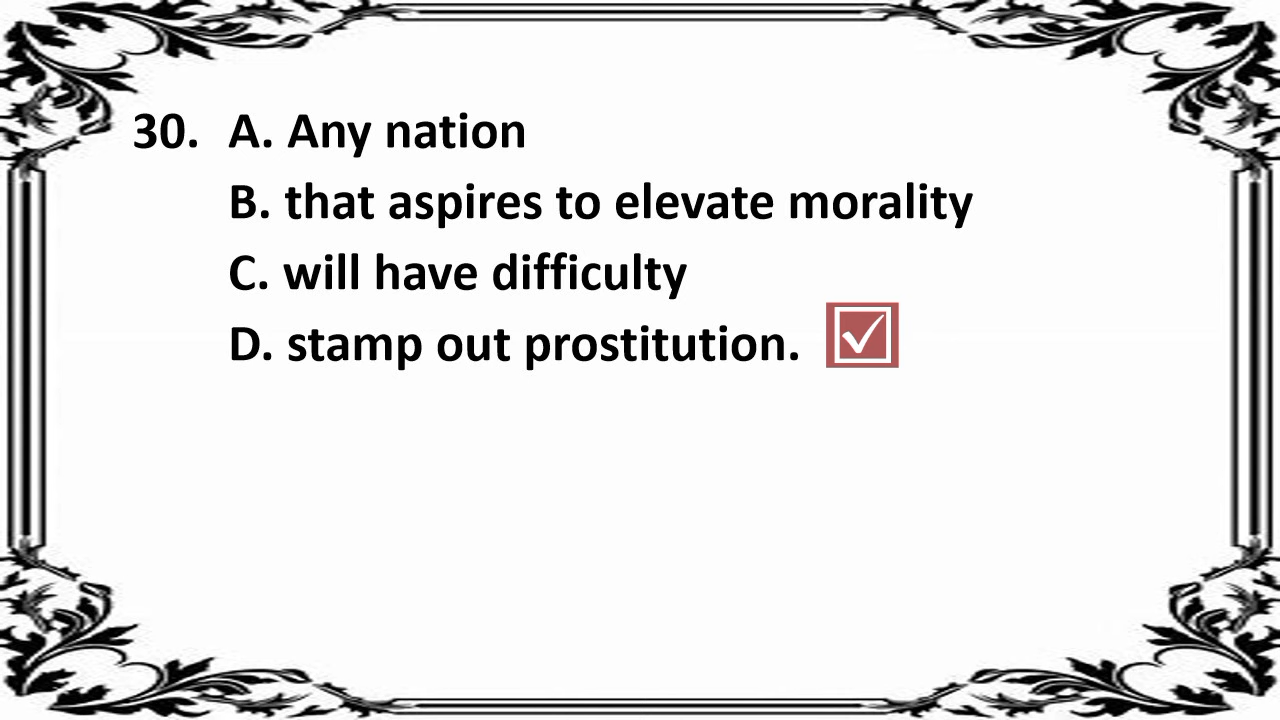 30. A. Any nation
B. that aspires to elevate morality
C. will have difficulty
D. stamp out prostitution.